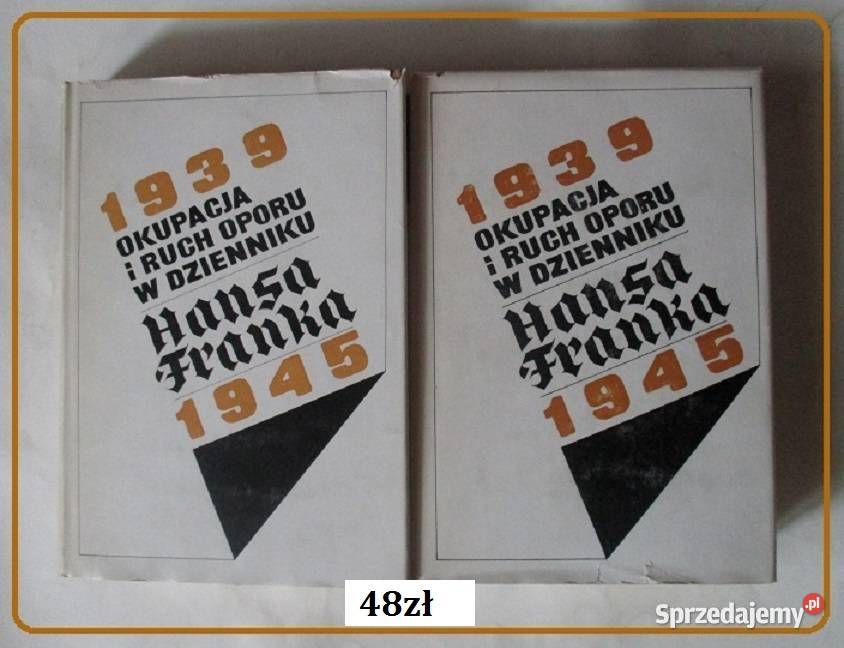 1939
OKUPACJA
i RUCH OPORU
W DZIENNIKU
Hansa
Franka
1945
1939
OKUPACJA
i RUCH OPORU
W DZIENNIKU
Hansa
Franka
1945
48zł
Sprzedajemy.pl